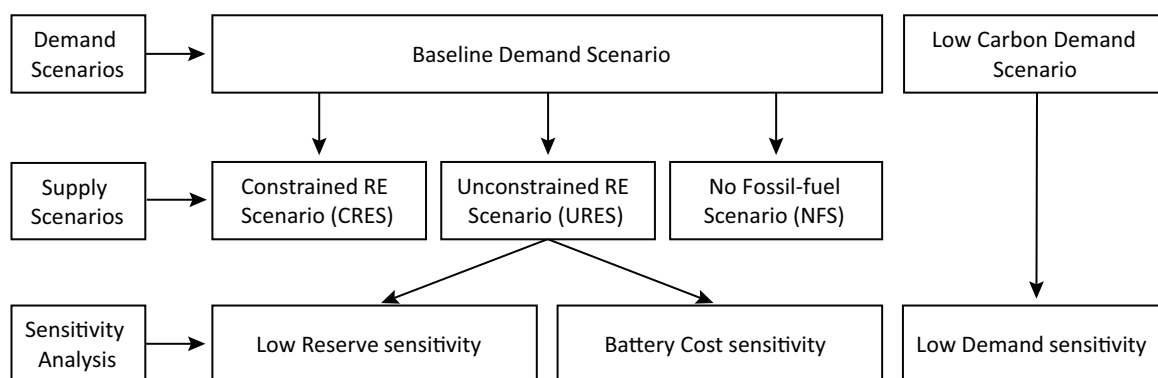 Demand
Scenarios
Baseline Demand Scenario
Low Carbon Demand
Scenario
Supply
Scenarios
Constrained RE
Scenario (CRES)
Unconstrained RE
Scenario (URES)
No Fossil-fuel
Scenario (NFS)
Sensitivity
Analysis
Low Reserve sensitivity
Battery Cost sensitivity
Low Demand sensitivity